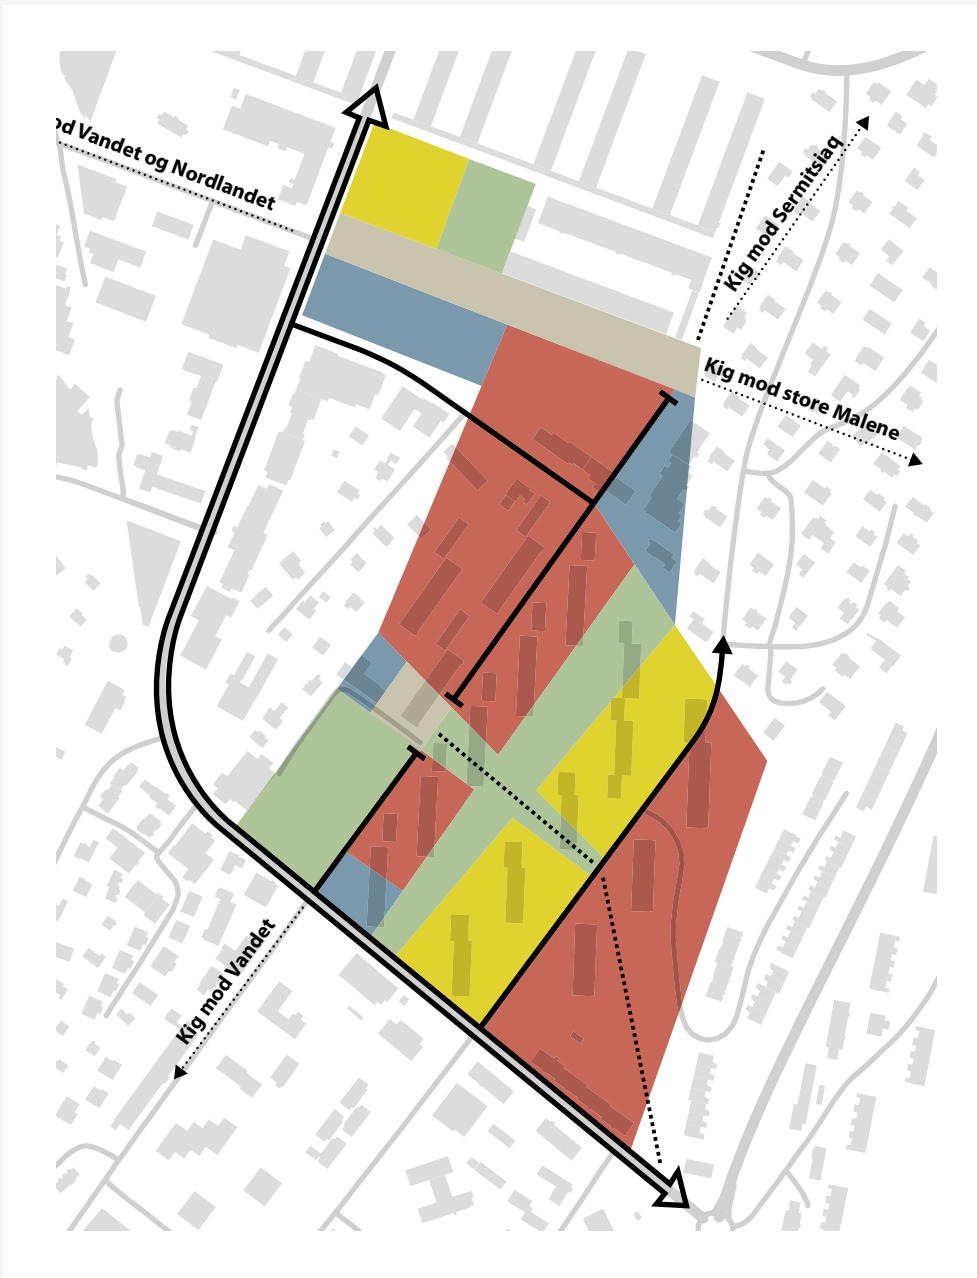 od Vandet og Nordlandet
Kig mod Sermitsiaq
Kig mod store Malene
Kig mod Vandet